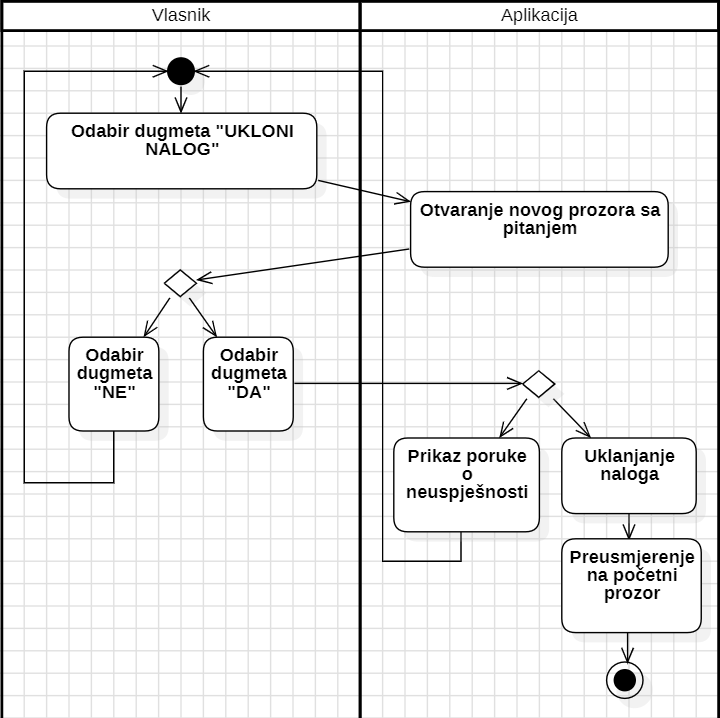 Vlasnik
Aplikacija
Odabir dugmeta "UKLONI
NALOG"
Otvaranje novog prozora sa
pitanjem
Odabir
dugmeta
"NE"
Odabir
dugmeta
"DA"
Prikaz poruke
o
neuspješnosti
Uklanjanje
naloga
Preusmjerenje
na početni
prozor